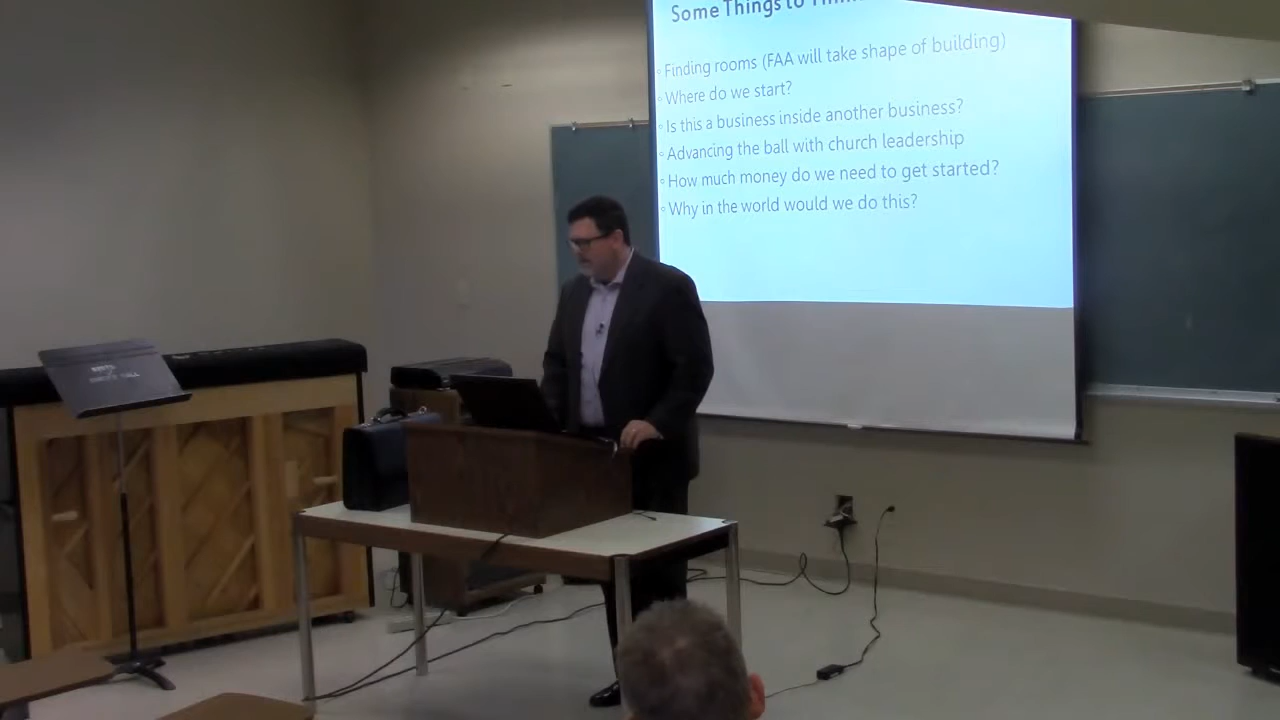 Some Things to
◦ Finding rooms (FAA will take shape of building)
◦ Where do we start?
◦ Is this a business inside another business?
◦ Advancing the ball with church leadership
◦ How much money do we need to get started?
◦ Why in the world would we do this?